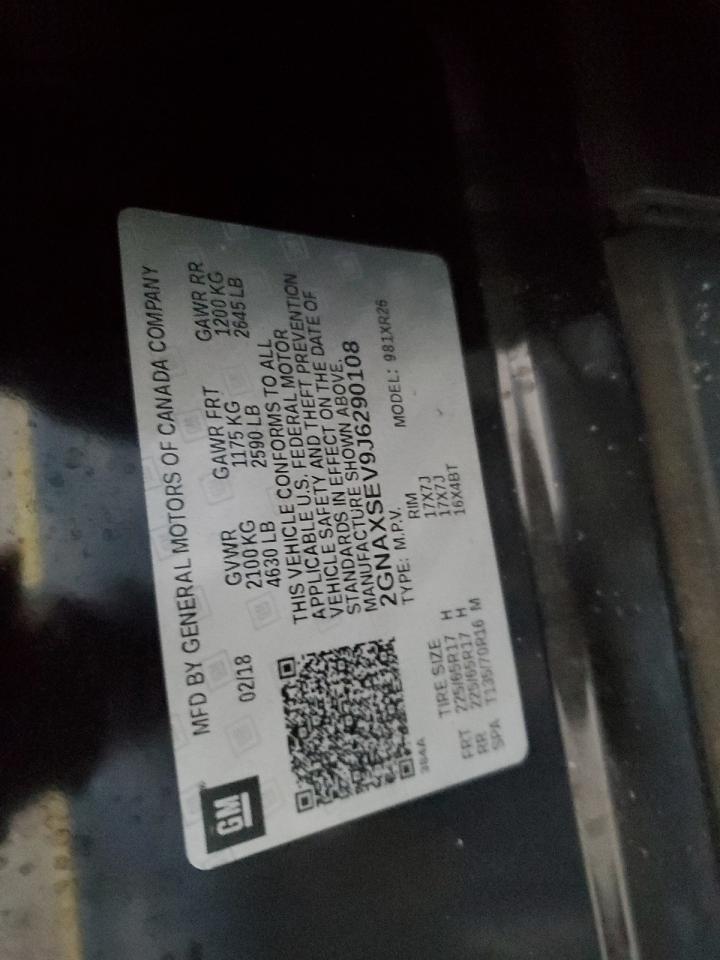 GM
MFD BY GENERAL MOTORS OF CANADA COMPANY
02/18 GVWR GAWR FRT GAWR RR
2100KG 1175 KG 1200 KG
4630 LB 2590 LB 2645 LB
THIS VEHICLE CONFORMS TO ALL
APPLICABLE U.S. FEDERAL MOTOR
VEHICLE SAFETY AND THEFT PREVENTION
STANDARDS IN EFFECT ON THE DATE OF
MANUFACTURE SHOWN ABOVE.
2GNAXSEV9J6290108
TYPE: M.P.V. MODEL: 981XR26
TIRE SIZE RIM
FRT 225/65R17 H 17X7J
RR 225/65R17 H 17X7J
SPA T135/70R16 M 16X4BT